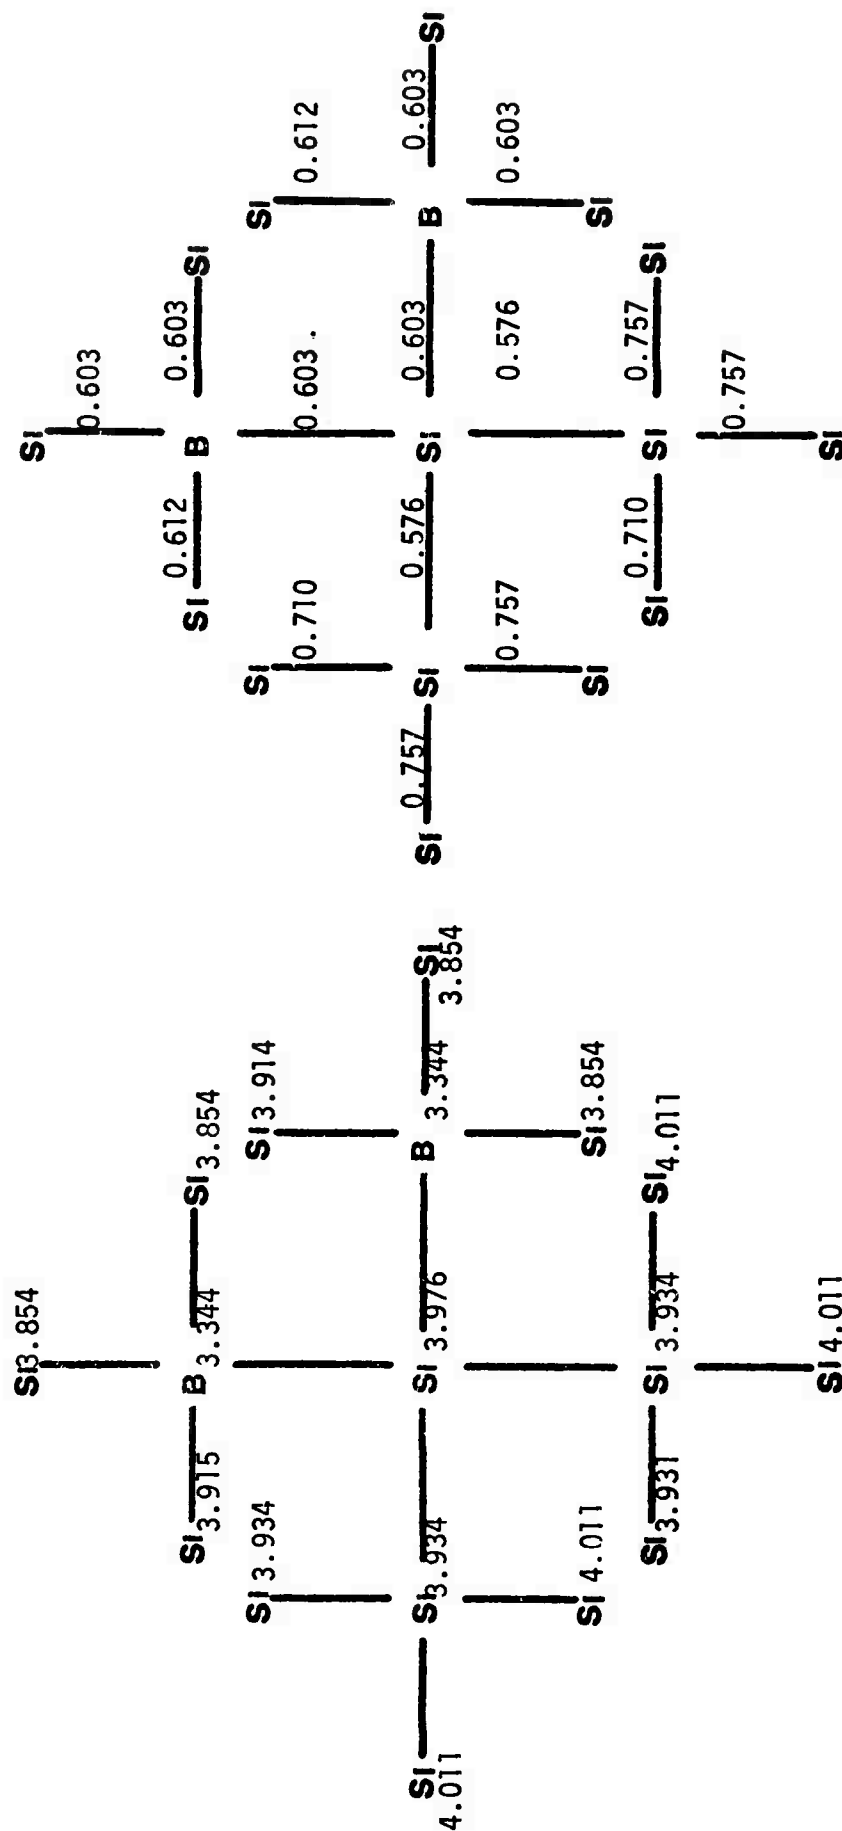 SI3.854
SI 3.915 B 3.344 SI 3.854
SI 3.934 SI 3.914
SI 4.011 SI 3.934 SI 3.976 B 3.344 SI 3.854
SI 4.011 SI 3.854
SI 3.931 SI 3.934 SI 4.011
SI 4.011
SI
0.603
0.612 0.603
SI B SI
SI SI
0.710 0.603 . 0.612
0.757 0.576 0.603 0.603
SI SI SI B SI
0.757 0.576 0.603
SI SI
0.710 0.757
SI SI SI
0.757
SI